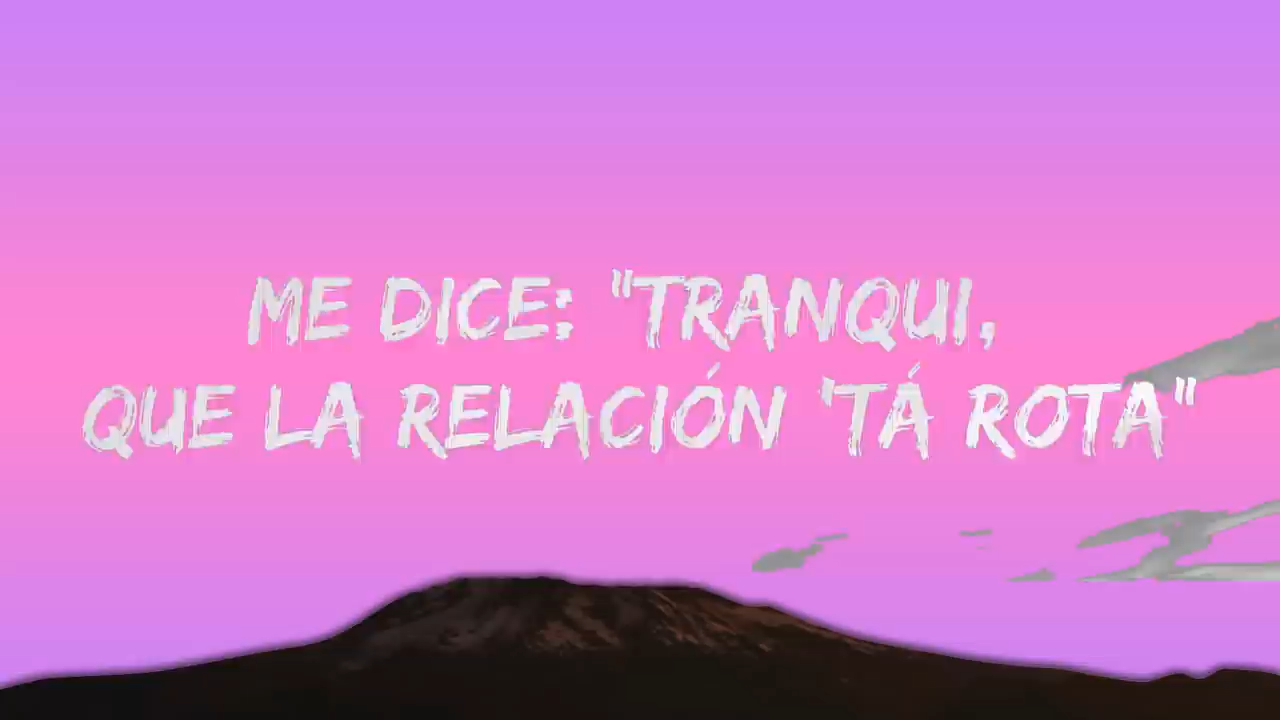 ME DICE: "TRANQUI,
QUE LA RELACIÓN 'TÁ ROTA"